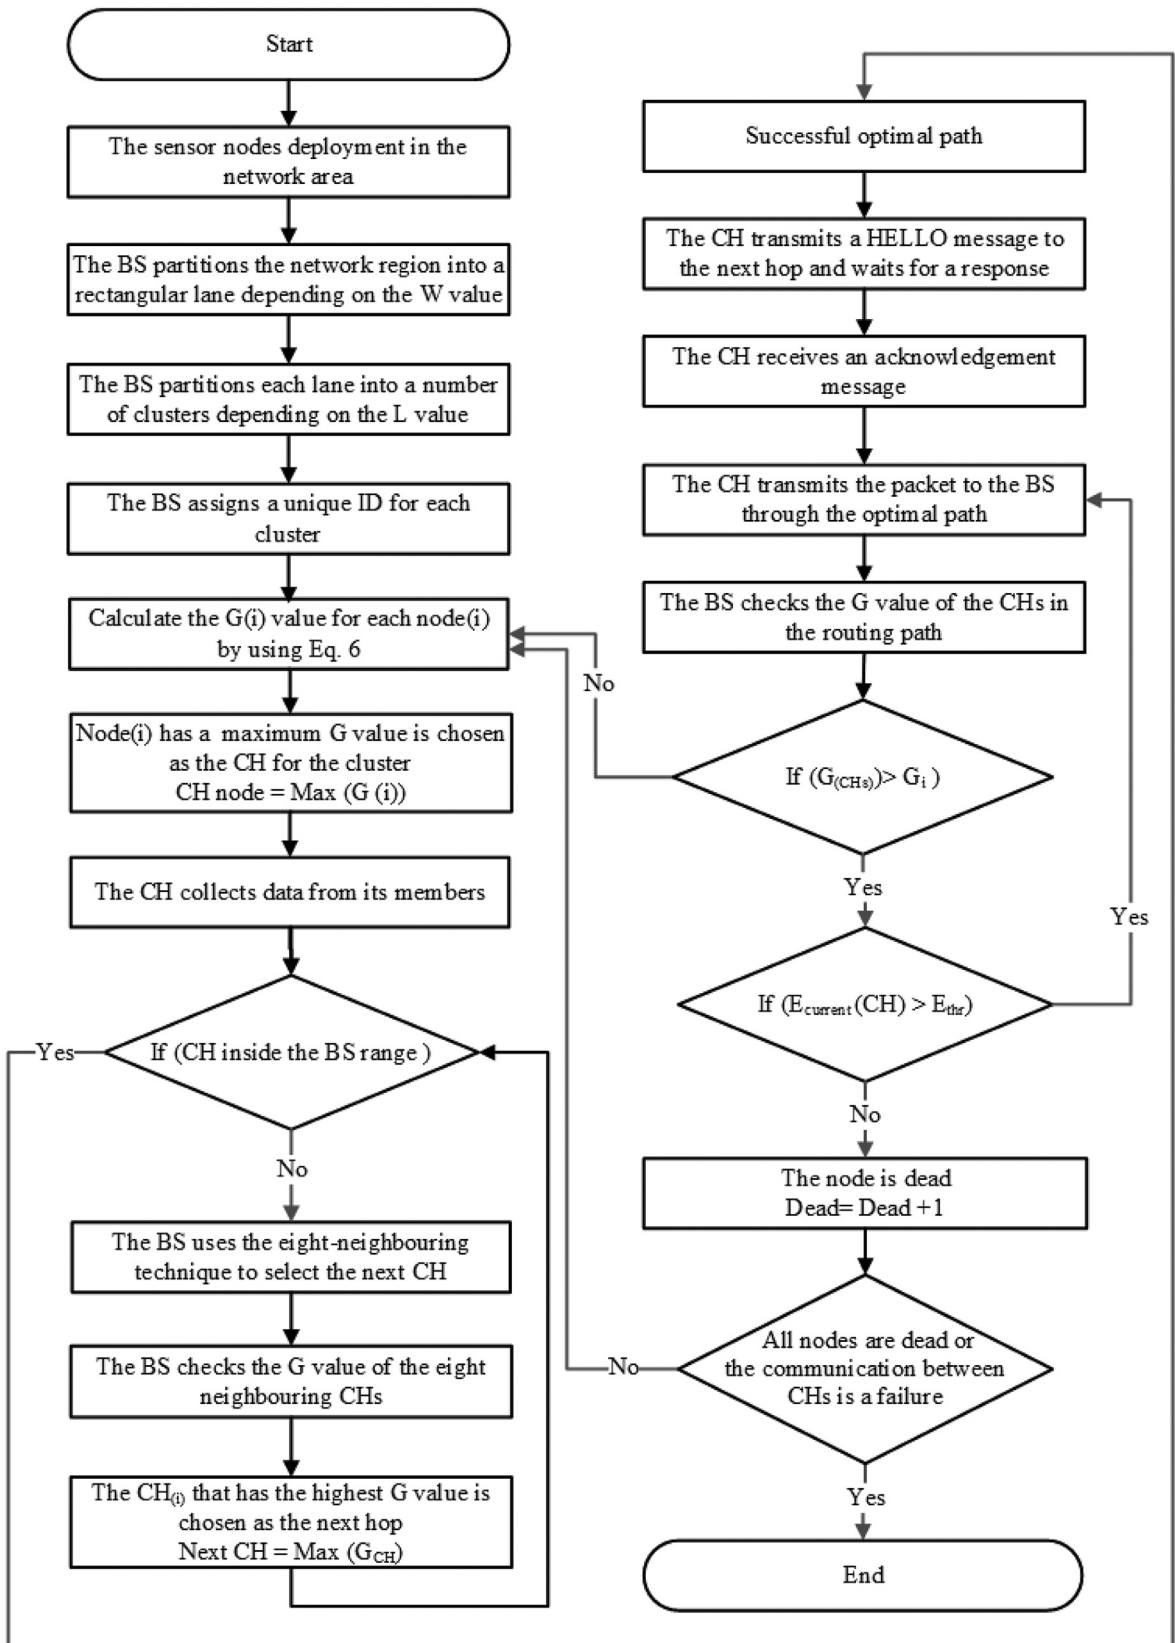 Start
The sensor nodes deployment in the
network area
The BS partitions the network region into a
rectangular lane depending on the W value
The BS partitions each lane into a number
of clusters depending on the L value
The BS assigns a unique ID for each
cluster
Calculate the G(i) value for each node(i)
by using Eq. 6
Node(i) has a maximum G value is chosen
as the CH for the cluster
CH node = Max (G (i))
The CH collects data from its members
Yes
If (CH inside the BS range )
No
The BS uses the eight-neighbouring
technique to select the next CH
The BS checks the G value of the eight
neighbouring CHs
The CH(i) that has the highest G value is
chosen as the next hop
Next CH = Max (GCH)
Successful optimal path
The CH transmits a HELLO message to
the next hop and waits for a response
The CH receives an acknowledgement
message
The CH transmits the packet to the BS
through the optimal path
The BS checks the G value of the CHs in
the routing path
No
If (G(CHs))> Gi )
Yes
Yes
If (Ecurrent (CH) > Ethr)
No
The node is dead
Dead= Dead +1
All nodes are dead or
the communication between
CHs is a failure
No
Yes
End